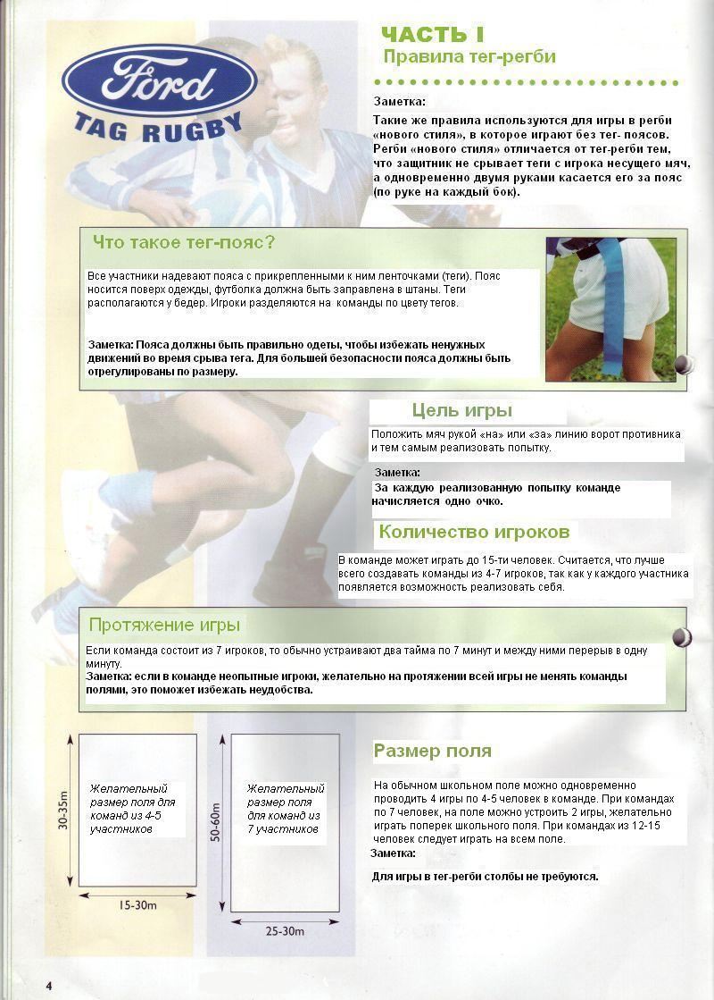 Ford
TAG RUGBY
ЧАСТЬ I
Правила тег-регби
Заметка:
Такие же правила используются для игры в регби
«нового стиля», в которое играют без тег- поясов.
Регби «нового стиля» отличается от тег-регби тем,
что защитник не срывает теги с игрока несущего мяч,
а одновременно двумя руками касается его за пояс
(по руке на каждый бок).
Что такое тег-пояс?
Все участники надевают пояса с прикрепленными к ним ленточками (теги). Пояс
носится поверх одежды, футболка должна быть заправлена в штаны. Теги
располагаются у бедер. Игроки разделяются на команды по цвету тегов.
Заметка: Пояса должны быть правильно одеты, чтобы избежать ненужных
движений во время срыва тега. Для большей безопасности пояса должны быть
отрегулированы по размеру.
Цель игры
Положить мяч рукой «на» или «за» линию ворот противника
и тем самым реализовать попытку.
Заметка:
За каждую реализованную попытку команде
начисляется одно очко.
Количество игроков
В команде может играть до 15-ти человек. Считается, что лучше
всего создавать команды из 4-7 игроков, так как у каждого участника
появляется возможность реализовать себя.
Протяжение игры
Если команда состоит из 7 игроков, то обычно устраивают два тайма по 7 минут и между ними перерыв в одну
минуту.
Заметка: если в команде неопытные игроки, желательно на протяжении всей игры не менять команды
полями, это поможет избежать неудобства.
30-35m
Желательный
размер поля для
команд из 4-5
участников
15-30m
50-60m
Желательный
размер поля
для команд из
7 участников
25-30m
Размер поля
На обычном школьном поле можно одновременно
проводить 4 игры по 4-5 человек в команде. При командах
по 7 человек, на поле можно устроить 2 игры, желательно
играть поперек школьного поля. При командах из 12-15
человек следует играть на всем поле.
Заметка:
Для игры в тег-регби столбы не требуются.
4